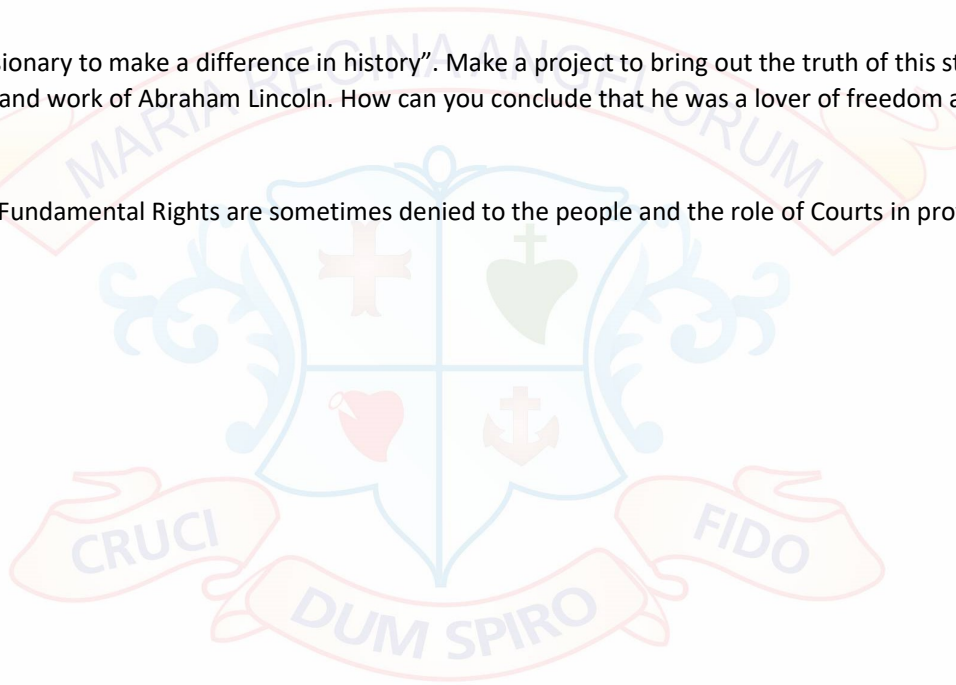 sionary to make a difference in history”. Make a project to bring out the truth of this st
and work of Abraham Lincoln. How can you conclude that he was a lover of freedom a
Fundamental Rights are sometimes denied to the people and the role of Courts in pro
MARIA REGINA ANGELORUM
CRUCI
FIDO
DUM SPIRO